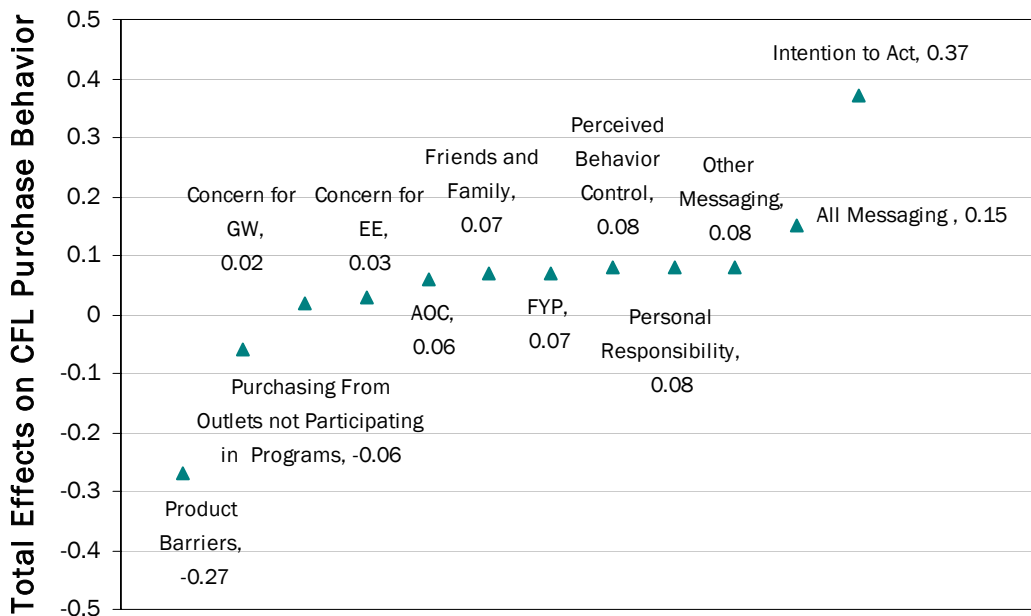 Total Effects on CFL Purchase Behavior
0.5
0.4
0.3
0.2
0.1
0
-0.1
-0.2
-0.3
-0.4
-0.5
Product
Barriers,
-0.27
Purchasing From
Outlets not Participating
in Programs, -0.06
Concern for
GW,
0.02
Concern for
EE,
0.03
AOC,
0.06
Friends and
Family,
0.07
FYP,
0.07
Perceived
Behavior
Control,
0.08
Personal
Responsibility,
0.08
Other
Messaging,
0.08
All Messaging , 0.15
Intention to Act, 0.37